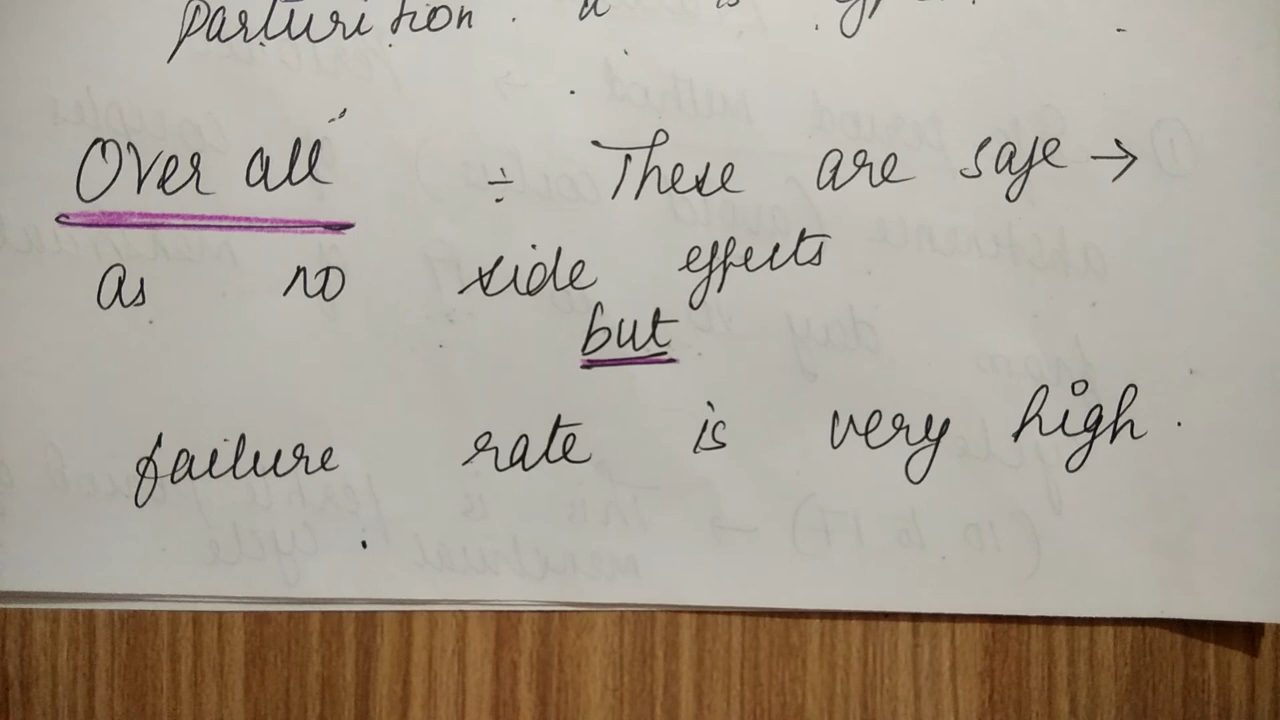 parturition.
Over all ÷ These are safe →
as no side effects
but
failure rate is very high.